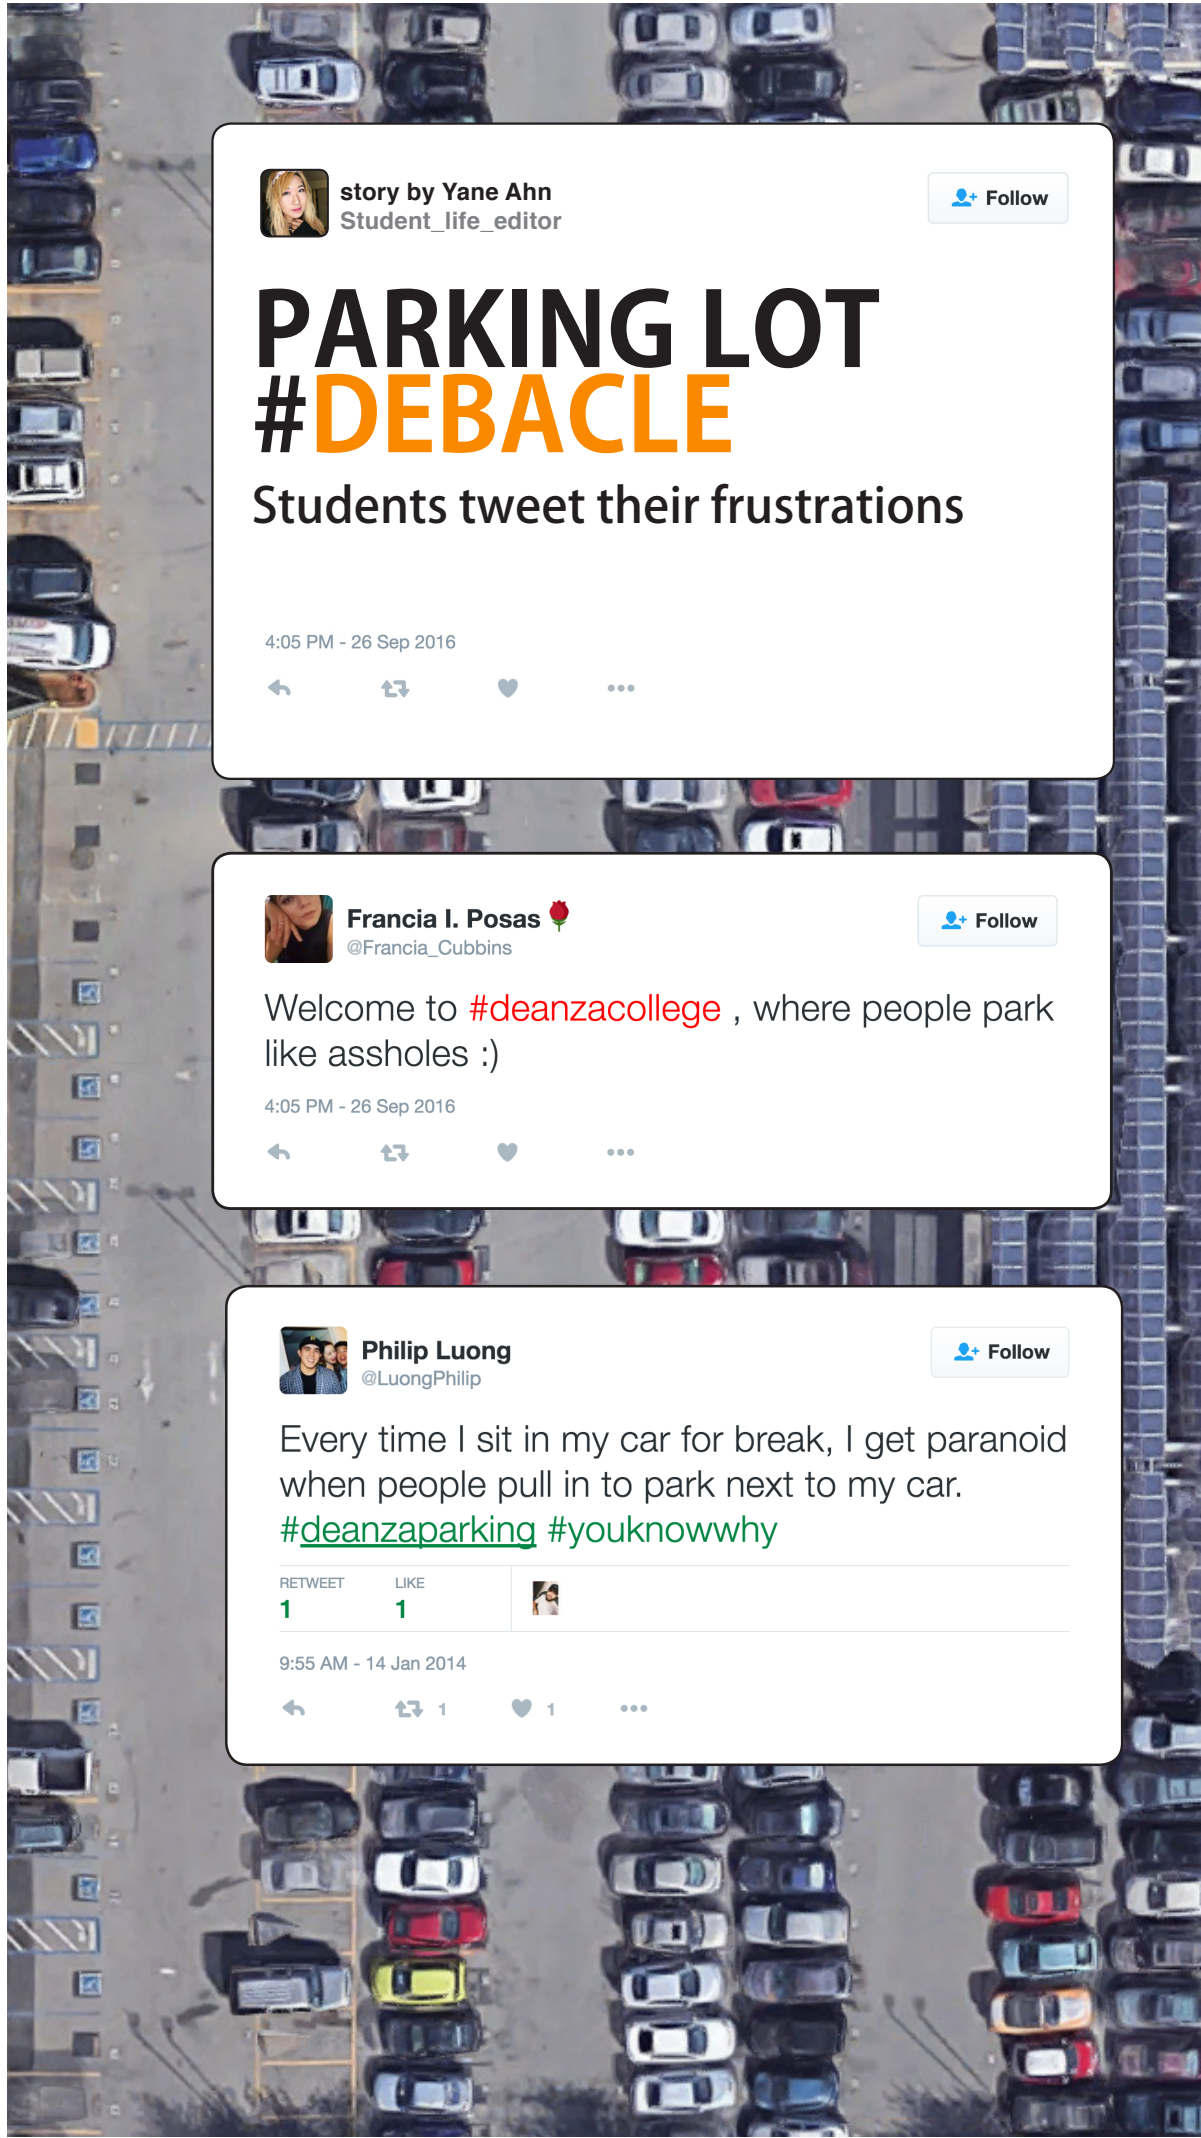 story by Yane Ahn
Student_life_editor
Follow
PARKING LOT
#DEBACLE
Students tweet their frustrations
4:05 PM - 26 Sep 2016
Francia I. Posas
@Francia_Cubbins
Follow
Welcome to #deanzacollege , where people park
like assholes :)
4:05 PM - 26 Sep 2016
Philip Luong
@LuongPhilip
Follow
Every time I sit in my car for break, I get paranoid
when people pull in to park next to my car.
#deanzaparking #youknowwhy
RETWEET LIKE
1 1
9:55 AM - 14 Jan 2014
1 1